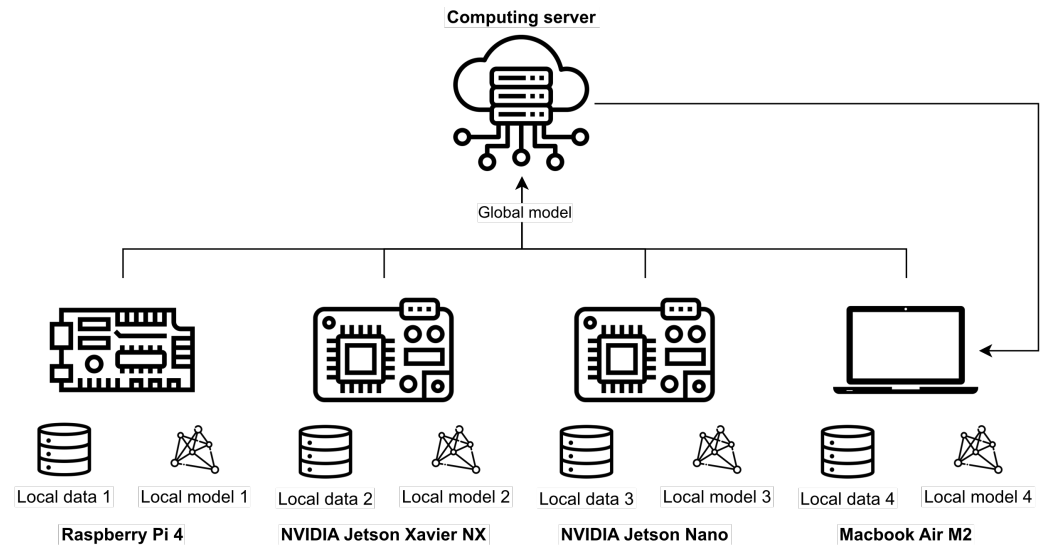 Computing server
Global model
Local data 1
Local model 1
Local data 2
Local model 2
Local data 3
Local model 3
Local data 4
Local model 4
Raspberry Pi 4
NVIDIA Jetson Xavier NX
NVIDIA Jetson Nano
Macbook Air M2